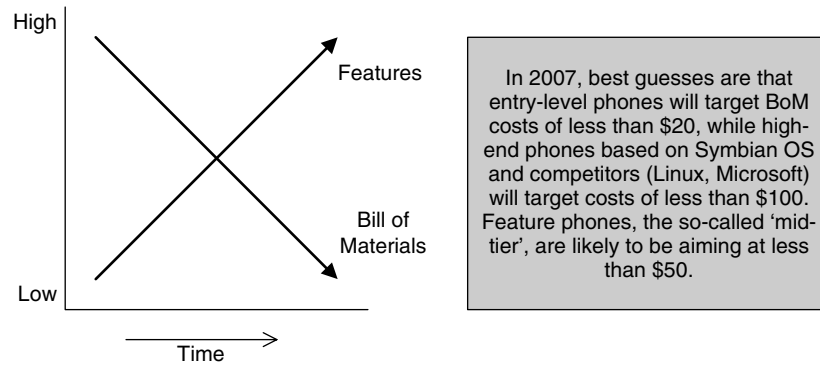 High
Features
Bill of
Materials
Low
Time
In 2007, best guesses are that
entry-level phones will target BoM
costs of less than $20, while high-
end phones based on Symbian OS
and competitors (Linux, Microsoft)
will target costs of less than $100.
Feature phones, the so-called ‘mid-
tier’, are likely to be aiming at less
than $50.